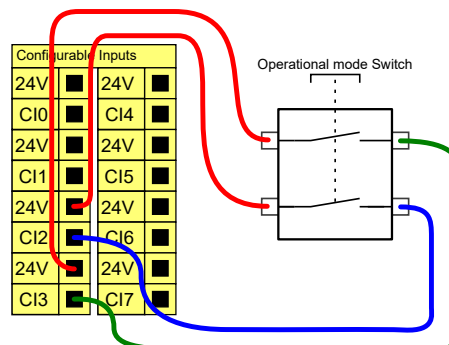 Configurable Inputs
Operational mode Switch
24V 24V
CI0 CI4
24V 24V
CI1 CI5
24V 24V
CI2 CI6
24V 24V
CI3 CI7